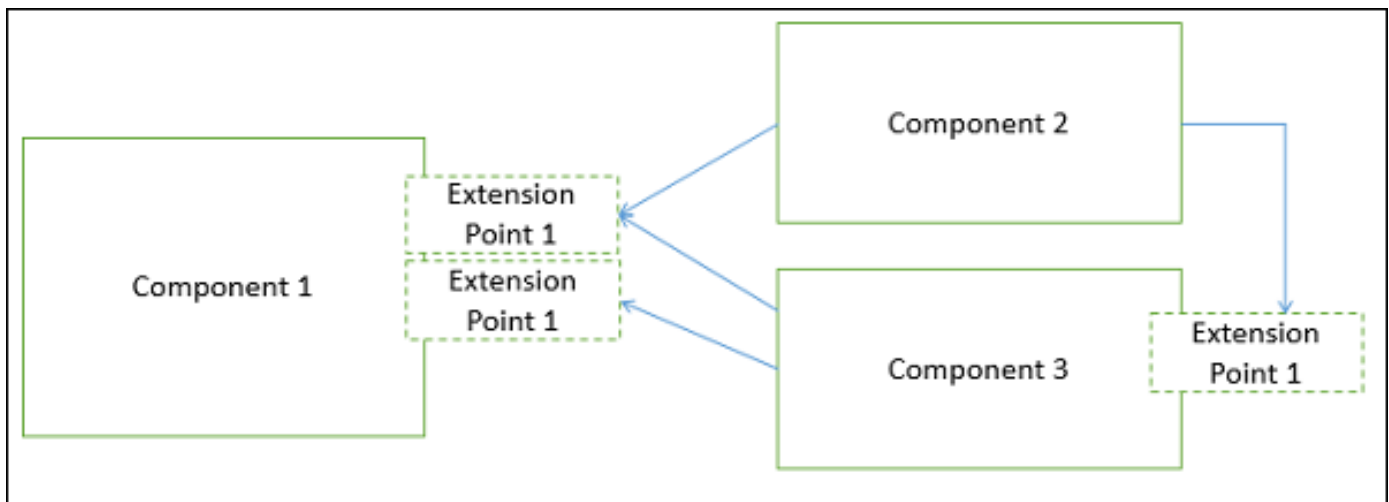 Component 1
Extension
Point 1
Extension
Point 1
Component 2
Component 3
Extension
Point 1